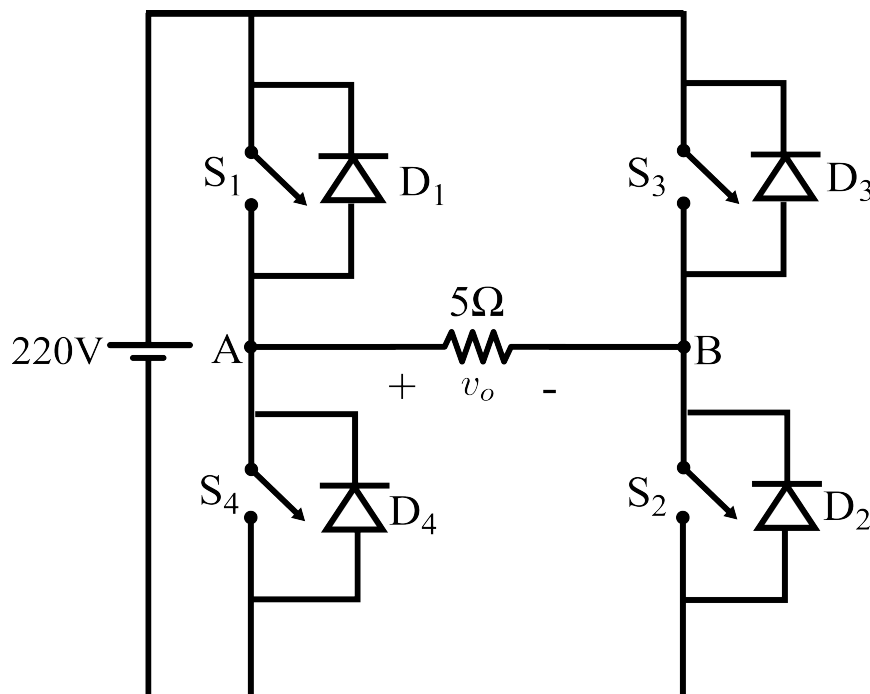 S₁ D₁ S₃ D₃
5Ω
220V A B
+ vₒ -
S₄ D₄ S₂ D₂